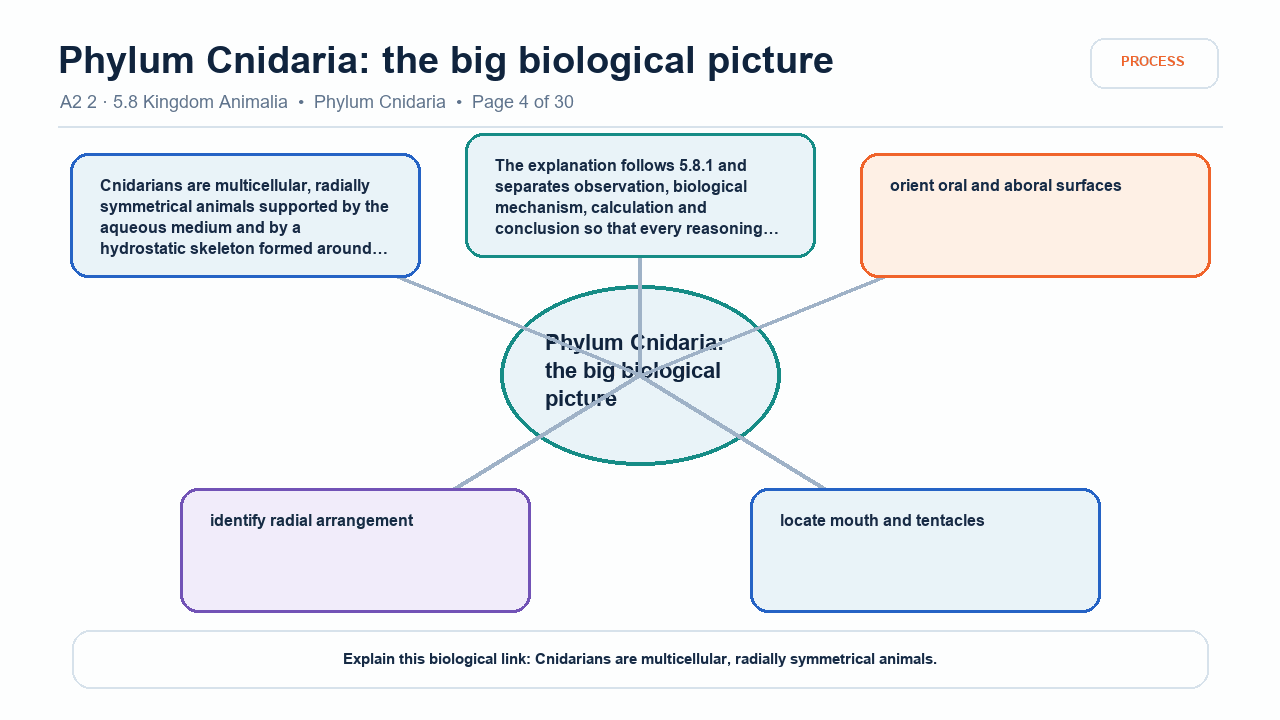 Phylum Cnidaria: the big biological picture
PROCESS
A2 2 · 5.8 Kingdom Animalia • Phylum Cnidaria • Page 4 of 30
Cnidarians are multicellular, radially
symmetrical animals supported by the
aqueous medium and by a
hydrostatic skeleton formed around…
The explanation follows 5.8.1 and
separates observation, biological
mechanism, calculation and
conclusion so that every reasoning…
orient oral and aboral surfaces
Phylum Cnidaria:
the big biological
picture
identify radial arrangement
locate mouth and tentacles
Explain this biological link: Cnidarians are multicellular, radially symmetrical animals.